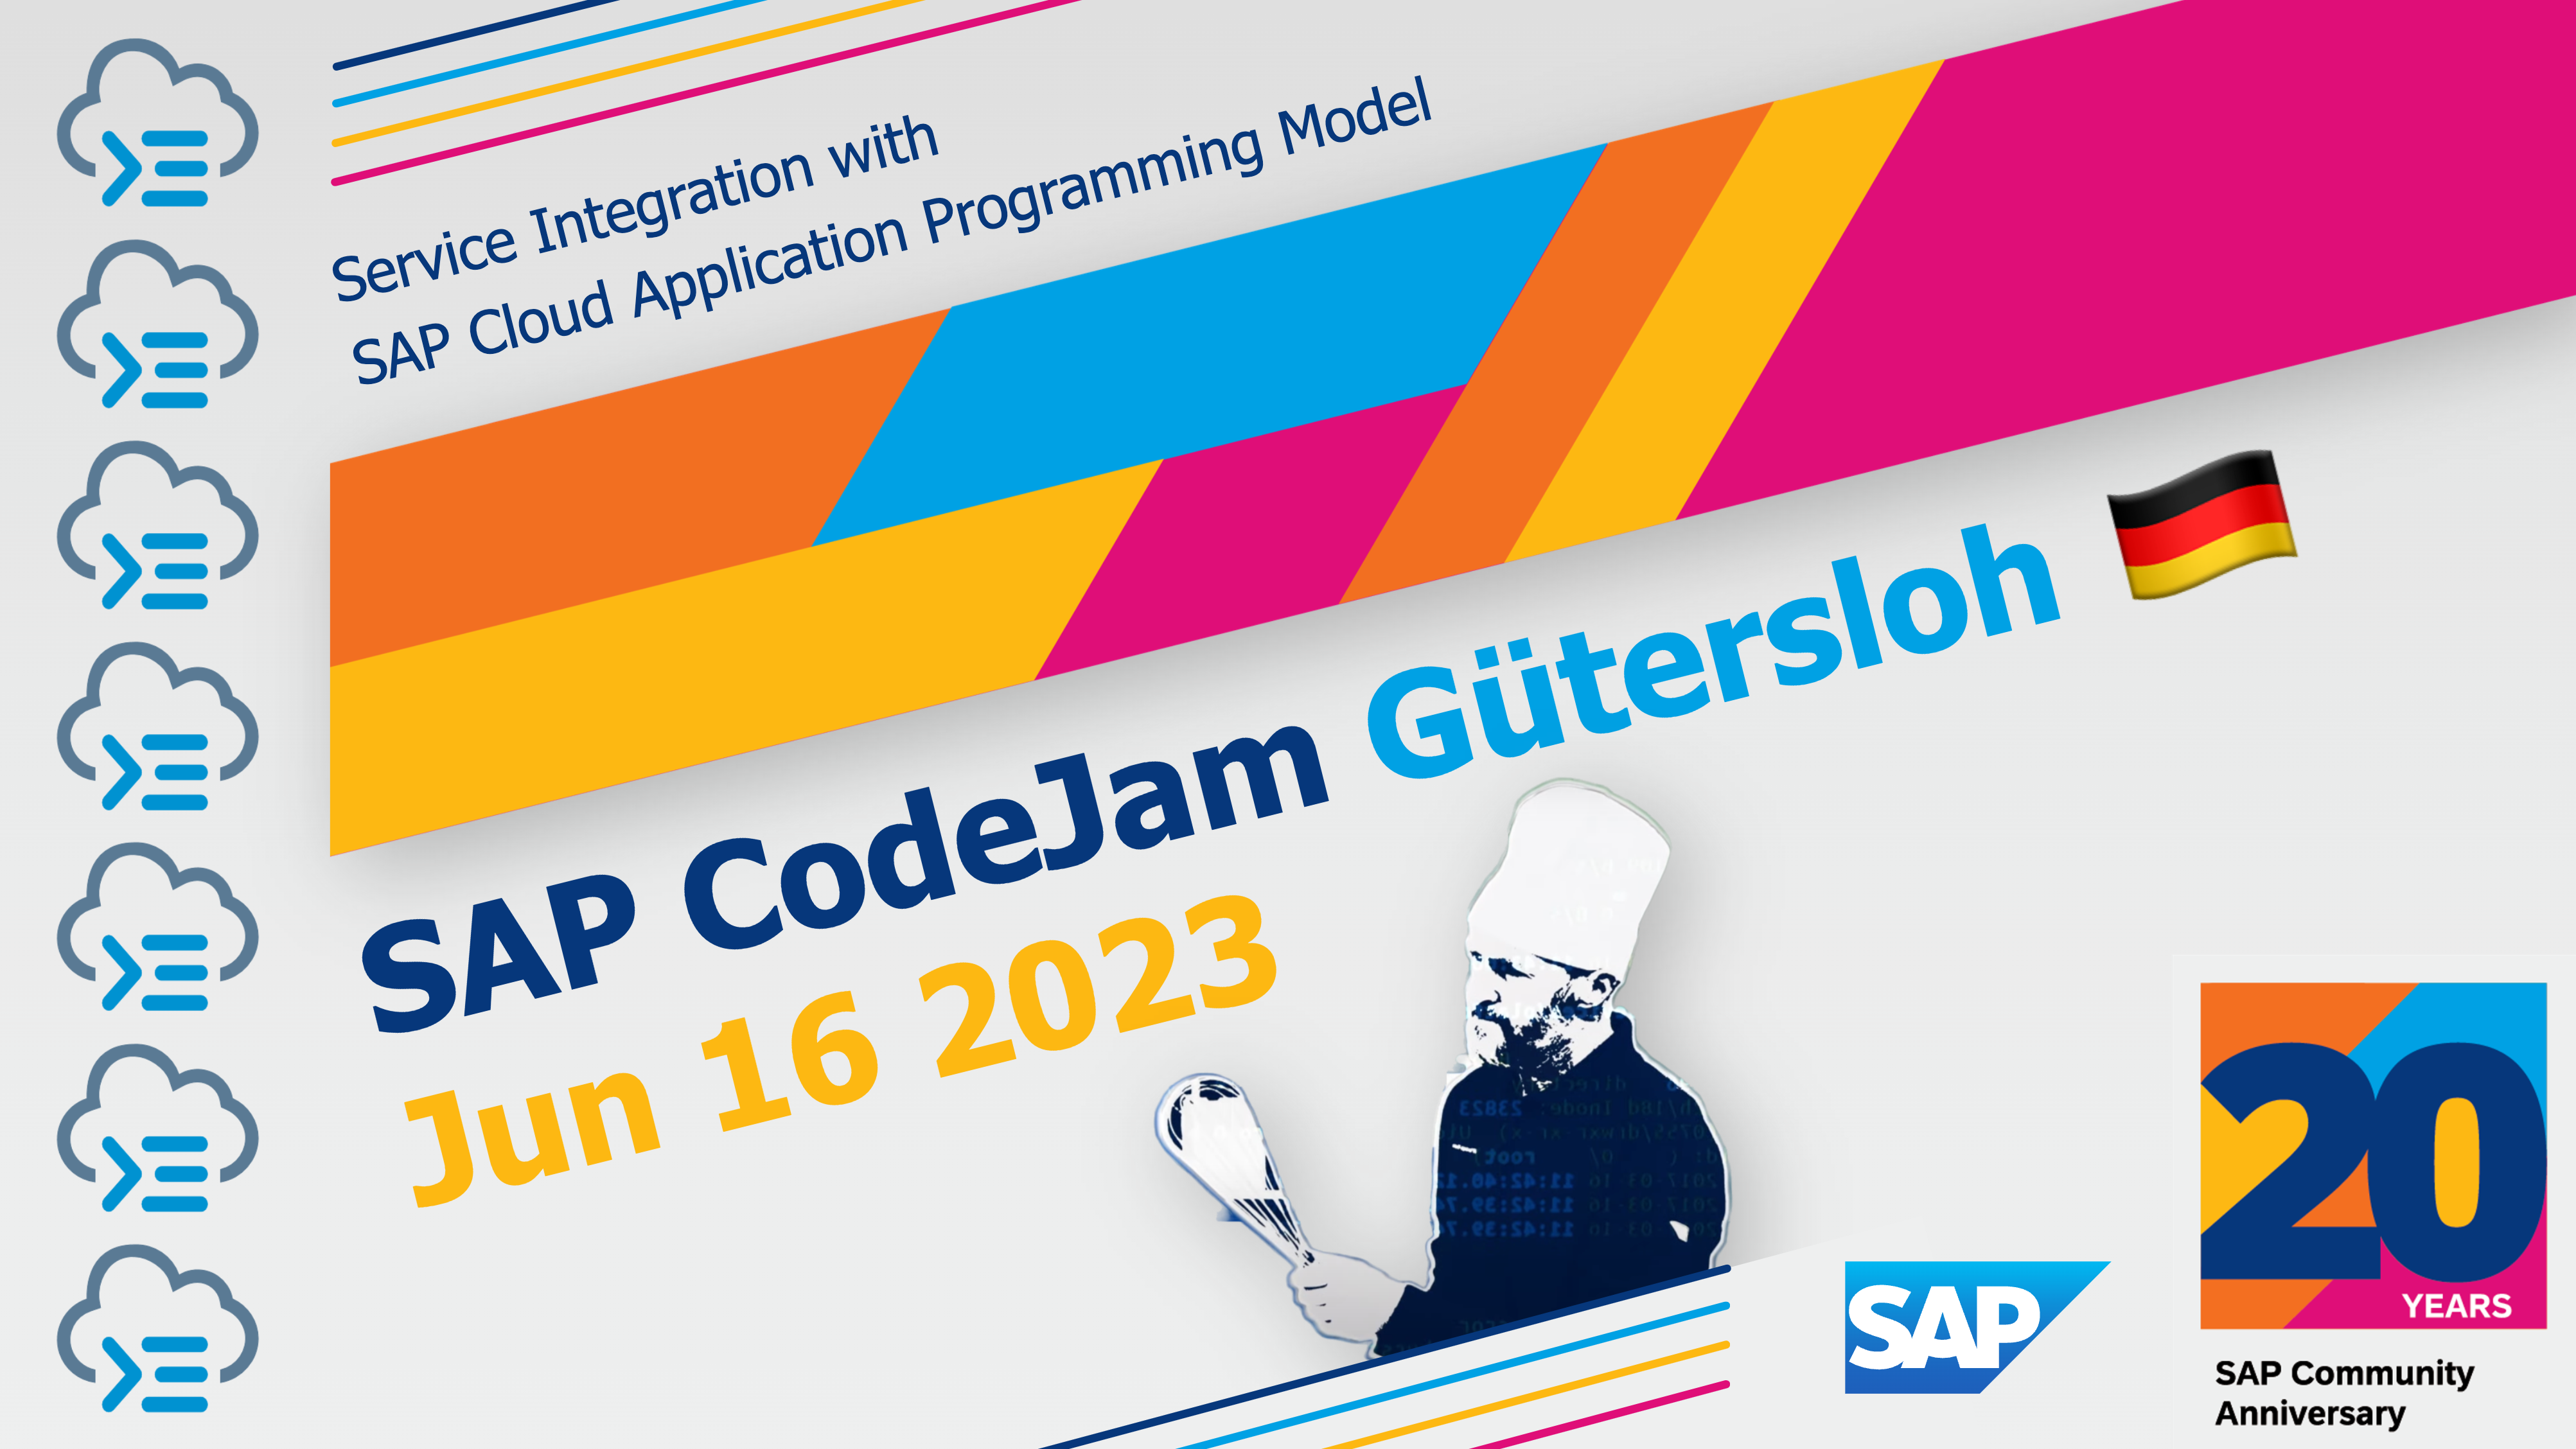 Service Integration with
SAP Cloud Application Programming Model
SAP CodeJam Gütersloh
Jun 16 2023
SAP
20
YEARS
SAP Community
Anniversary